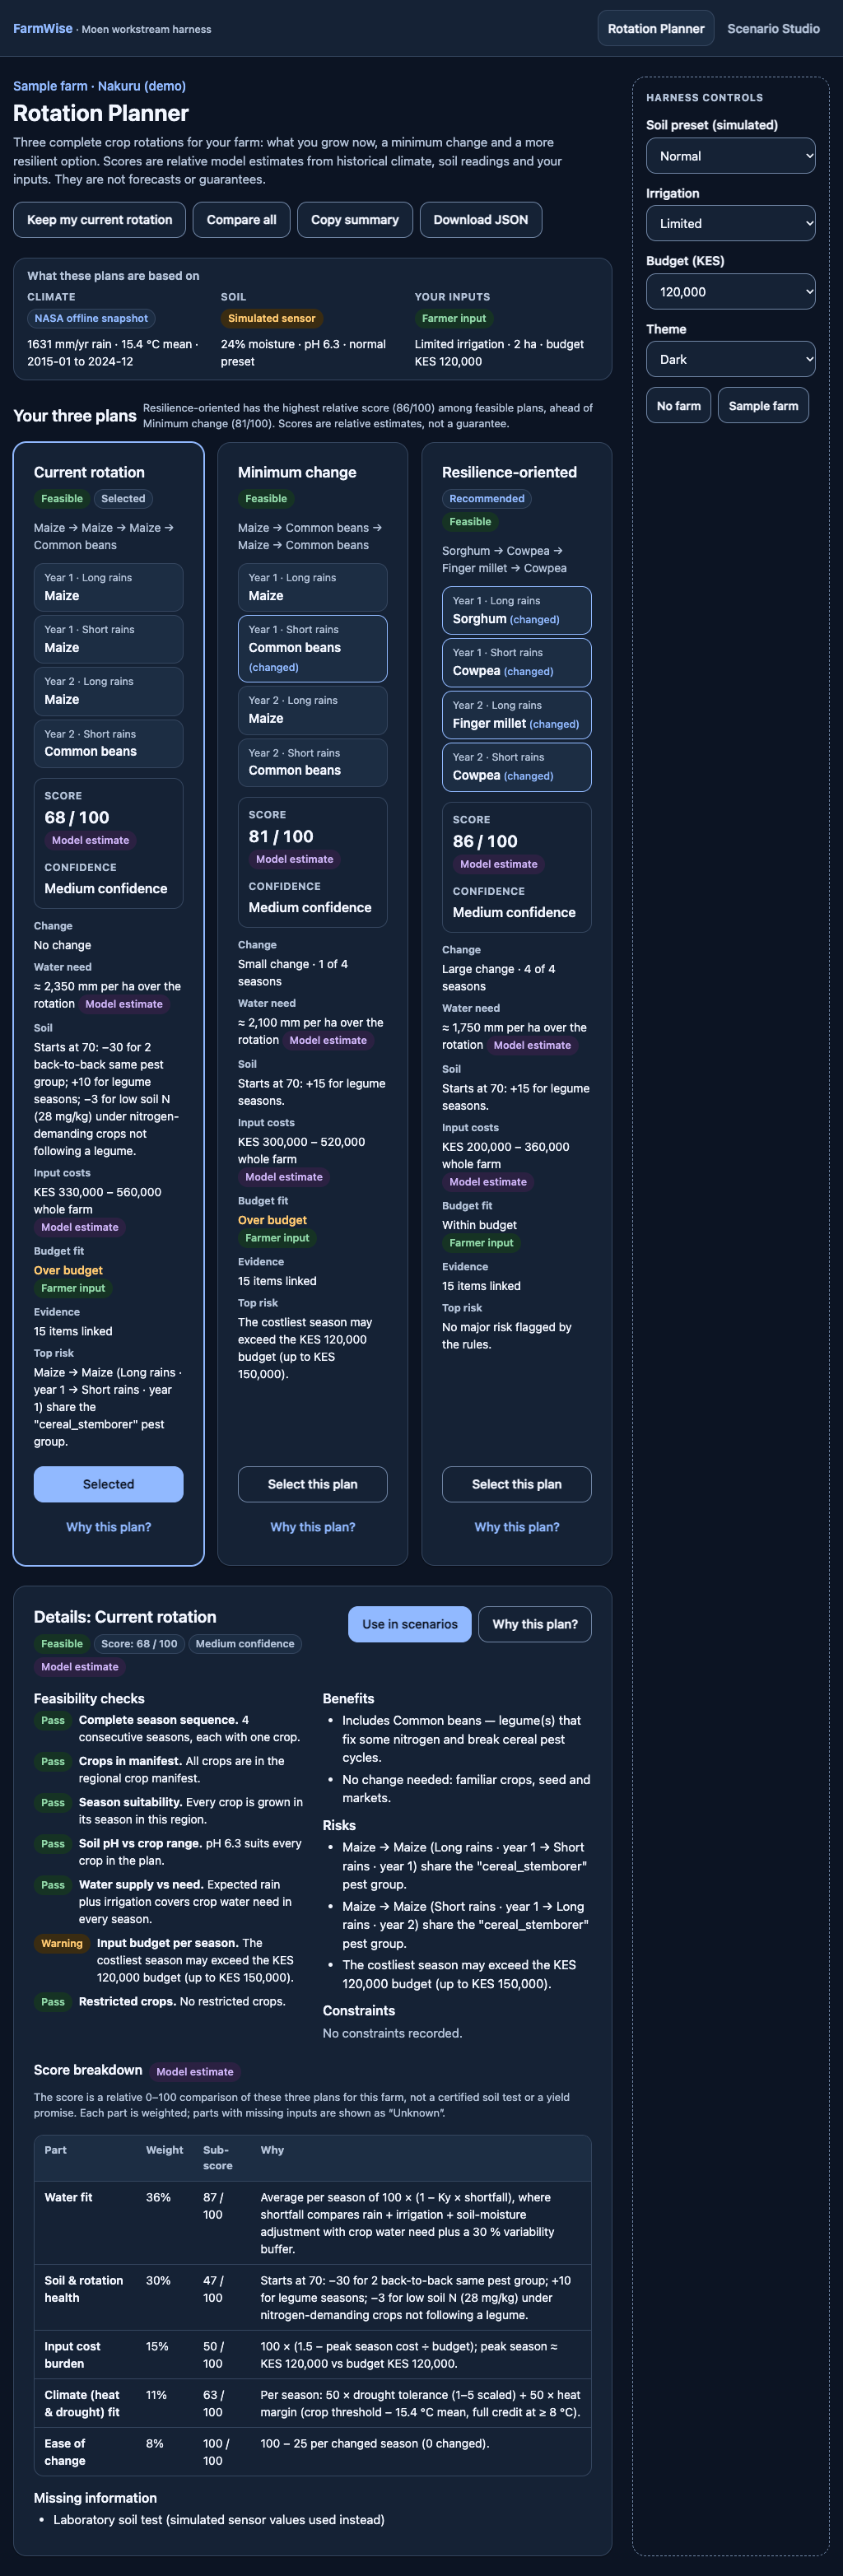 FarmWise · Moen workstream harness
Rotation Planner
Scenario Studio
Sample farm · Nakuru (demo)
Rotation Planner
Three complete crop rotations for your farm: what you grow now, a minimum change and a more
resilient option. Scores are relative model estimates from historical climate, soil readings and your
inputs. They are not forecasts or guarantees.
Keep my current rotation
Compare all
Copy summary
Download JSON
What these plans are based on
CLIMATE
NASA offline snapshot
1631 mm/yr rain · 15.4 °C mean ·
2015-01 to 2024-12
SOIL
Simulated sensor
24% moisture · pH 6.3 · normal
preset
YOUR INPUTS
Farmer input
Limited irrigation · 2 ha · budget
KES 120,000
Your three plans
Resilience-oriented has the highest relative score (86/100) among feasible plans, ahead of
Minimum change (81/100). Scores are relative estimates, not a guarantee.
Current rotation
Feasible
Selected
Maize → Maize → Maize →
Common beans
Year 1 · Long rains
Maize
Year 1 · Short rains
Maize
Year 2 · Long rains
Maize
Year 2 · Short rains
Common beans
SCORE
68 / 100
Model estimate
CONFIDENCE
Medium confidence
Change
No change
Water need
≈ 2,350 mm per ha over the
rotation Model estimate
Soil
Starts at 70: −30 for 2
back-to-back same pest
group; +10 for legume
seasons; −3 for low soil N
(28 mg/kg) under nitrogen-
demanding crops not
following a legume.
Input costs
KES 330,000 – 560,000
whole farm
Model estimate
Budget fit
Over budget
Farmer input
Evidence
15 items linked
Top risk
Maize → Maize (Long rains ·
year 1 → Short rains · year
1) share the
"cereal_stemborer" pest
group.
Selected
Why this plan?
Minimum change
Feasible
Maize → Common beans →
Maize → Common beans
Year 1 · Long rains
Maize
Year 1 · Short rains
Common beans
(changed)
Year 2 · Long rains
Maize
Year 2 · Short rains
Common beans
SCORE
81 / 100
Model estimate
CONFIDENCE
Medium confidence
Change
Small change · 1 of 4
seasons
Water need
≈ 2,100 mm per ha over the
rotation Model estimate
Soil
Starts at 70: +15 for legume
seasons.
Input costs
KES 300,000 – 520,000
whole farm
Model estimate
Budget fit
Over budget
Farmer input
Evidence
15 items linked
Top risk
The costliest season may
exceed the KES 120,000
budget (up to KES
150,000).
Select this plan
Why this plan?
Resilience-oriented
Recommended
Feasible
Sorghum → Cowpea →
Finger millet → Cowpea
Year 1 · Long rains
Sorghum (changed)
Year 1 · Short rains
Cowpea (changed)
Year 2 · Long rains
Finger millet (changed)
Year 2 · Short rains
Cowpea (changed)
SCORE
86 / 100
Model estimate
CONFIDENCE
Medium confidence
Change
Large change · 4 of 4
seasons
Water need
≈ 1,750 mm per ha over the
rotation Model estimate
Soil
Starts at 70: +15 for legume
seasons.
Input costs
KES 200,000 – 360,000
whole farm
Model estimate
Budget fit
Within budget
Farmer input
Evidence
15 items linked
Top risk
No major risk flagged by
the rules.
Select this plan
Why this plan?
Details: Current rotation
Feasible
Score: 68 / 100
Medium confidence
Model estimate
Use in scenarios
Why this plan?
Feasibility checks
Pass Complete season sequence. 4
consecutive seasons, each with one crop.
Pass Crops in manifest. All crops are in the
regional crop manifest.
Pass Season suitability. Every crop is grown in
its season in this region.
Pass Soil pH vs crop range. pH 6.3 suits every
crop in the plan.
Pass Water supply vs need. Expected rain
plus irrigation covers crop water need in
every season.
Warning Input budget per season. The
costliest season may exceed the KES
120,000 budget (up to KES 150,000).
Pass Restricted crops. No restricted crops.
Benefits
• Includes Common beans — legume(s) that
fix some nitrogen and break cereal pest
cycles.
• No change needed: familiar crops, seed and
markets.
Risks
• Maize → Maize (Long rains · year 1 → Short
rains · year 1) share the "cereal_stemborer"
pest group.
• Maize → Maize (Short rains · year 1 → Long
rains · year 2) share the "cereal_stemborer"
pest group.
• The costliest season may exceed the KES
120,000 budget (up to KES 150,000).
Constraints
No constraints recorded.
Score breakdown Model estimate
The score is a relative 0–100 comparison of these three plans for this farm, not a certified soil test or a yield
promise. Each part is weighted; parts with missing inputs are shown as “Unknown”.
Part Weight Sub-
score Why
Water fit 36% 87 /
100 Average per season of 100 × (1 − Ky × shortfall), where
shortfall compares rain + irrigation + soil-moisture
adjustment with crop water need plus a 30 % variability
buffer.
Soil & rotation
health 30% 47 /
100 Starts at 70: −30 for 2 back-to-back same pest group; +10
for legume seasons; −3 for low soil N (28 mg/kg) under
nitrogen-demanding crops not following a legume.
Input cost
burden 15% 50 /
100 100 × (1.5 − peak season cost ÷ budget); peak season ≈
KES 120,000 vs budget KES 120,000.
Climate (heat
& drought) fit 11% 63 /
100 Per season: 50 × drought tolerance (1–5 scaled) + 50 × heat
margin (crop threshold − 15.4 °C mean, full credit at ≥ 8 °C).
Ease of
change 8% 100 /
100 100 − 25 per changed season (0 changed).
Missing information
• Laboratory soil test (simulated sensor values used instead)
HARNESS CONTROLS
Soil preset (simulated)
Normal
Irrigation
Limited
Budget (KES)
120,000
Theme
Dark
No farm
Sample farm